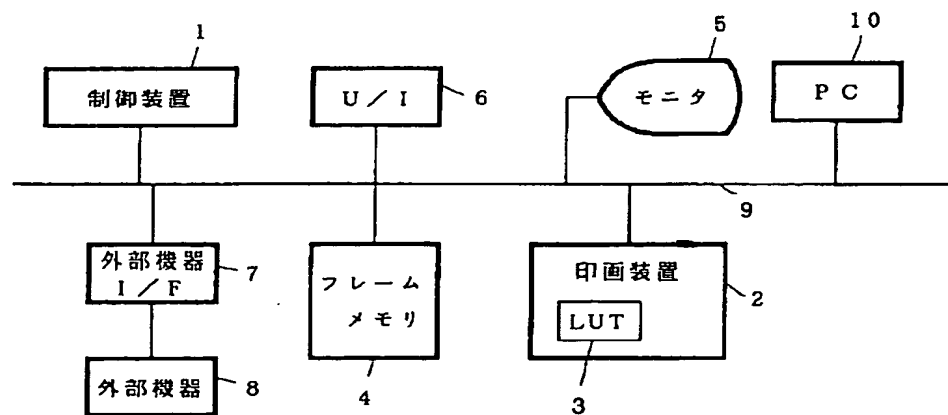 1
制御装置
U/I
6
5
モニタ
10
PC
9
外部機器
I/F
7
外部機器
8
フレーム
メモリ
4
印画装置
LUT
2
3